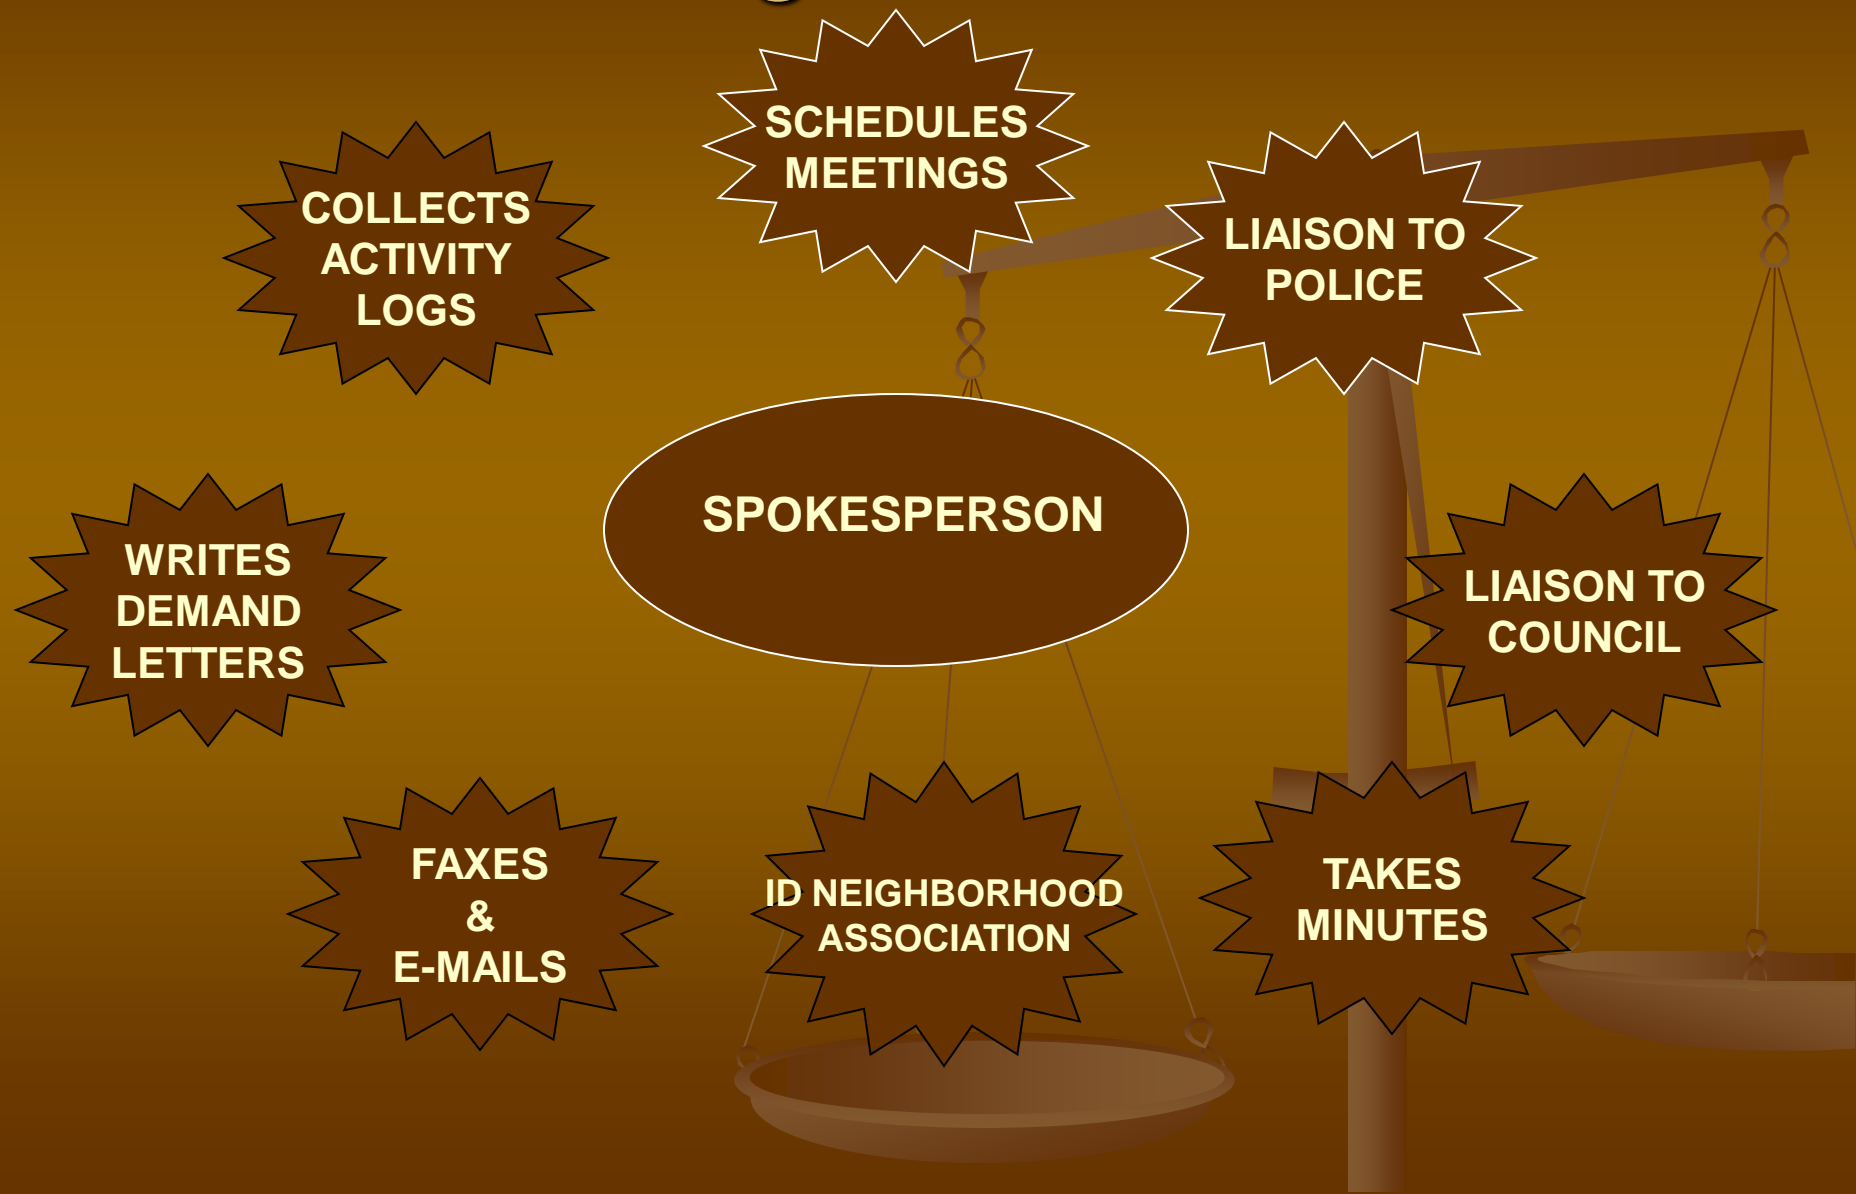 SCHEDULES
MEETINGS
COLLECTS
ACTIVITY
LOGS
LIAISON TO
POLICE
SPOKESPERSON
WRITES
DEMAND
LETTERS
LIAISON TO
COUNCIL
FAXES
&
E-MAILS
ID NEIGHBORHOOD
ASSOCIATION
TAKES
MINUTES